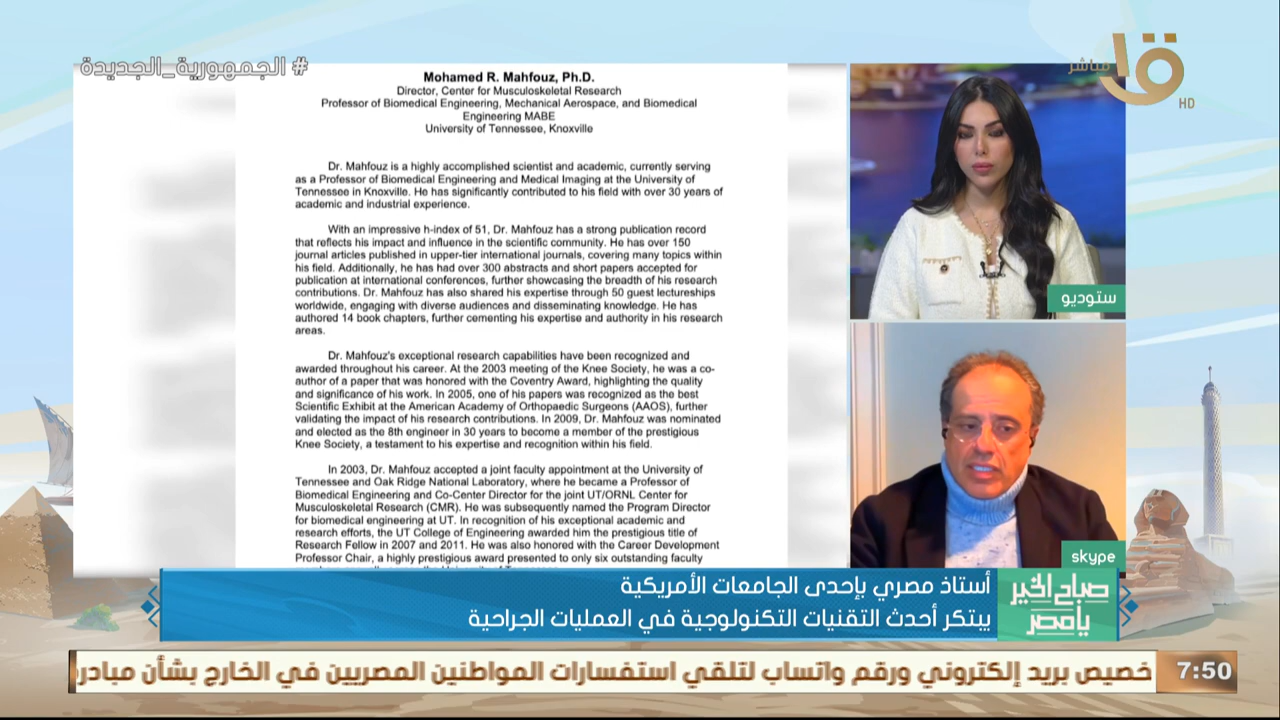 #الجمهورية_الجديدة
مباشر
HD
Mohamed R. Mahfouz, Ph.D.
Director, Center for Musculoskeletal Research
Professor of Biomedical Engineering, Mechanical Aerospace, and Biomedical
Engineering MABE
University of Tennessee, Knoxville
Dr. Mahfouz is a highly accomplished scientist and academic, currently serving
as a Professor of Biomedical Engineering and Medical Imaging at the University of
Tennessee in Knoxville. He has significantly contributed to his field with over 30 years of
academic and industrial experience.
With an impressive h-index of 51, Dr. Mahfouz has a strong publication record
that reflects his impact and influence in the scientific community. He has over 150
journal articles published in upper-tier international journals, covering many topics within
his field. Additionally, he has had over 300 abstracts and short papers accepted for
publication at international conferences, further showcasing the breadth of his research
contributions. Dr. Mahfouz has also shared his expertise through 50 guest lectureships
worldwide, engaging with diverse audiences and disseminating knowledge. He has
authored 14 book chapters, further cementing his expertise and authority in his research
areas.
Dr. Mahfouz's exceptional research capabilities have been recognized and
awarded throughout his career. At the 2003 meeting of the Knee Society, he was a co-
author of a paper that was honored with the Coventry Award, highlighting the quality
and significance of his work. In 2005, one of his papers was recognized as the best
Scientific Exhibit at the American Academy of Orthopaedic Surgeons (AAOS), further
validating the impact of his research contributions. In 2009, Dr. Mahfouz was nominated
and elected as the 8th engineer in 30 years to become a member of the prestigious
Knee Society, a testament to his expertise and recognition within his field.
In 2003, Dr. Mahfouz accepted a joint faculty appointment at the University of
Tennessee and Oak Ridge National Laboratory, where he became a Professor of
Biomedical Engineering and Co-Center Director for the joint UT/ORNL Center for
Musculoskeletal Research (CMR). He was subsequently named the Program Director
for biomedical engineering at UT. In recognition of his exceptional academic and
research efforts, the UT College of Engineering awarded him the prestigious title of
Research Fellow in 2007 and 2011. He was also honored with the Career Development
Professor Chair, a highly prestigious award presented to only six outstanding faculty
ستوديو
skype
صباح الخير
يا مصر
أستاذ مصري بإحدى الجامعات الأمريكية
يبتكر أحدث التقنيات التكنولوجية في العمليات الجراحية
7:50
خصيص بريد إلكتروني ورقم واتساب لتلقي استفسارات المواطنين المصريين في الخارج بشأن مبادر